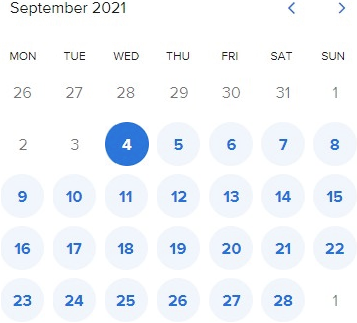 September 2021
MON TUE WED THU FRI SAT SUN
26 27 28 29 30 31 1
2 3 4 5 6 7 8
9 10 11 12 13 14 15
16 17 18 19 20 21 22
23 24 25 26 27 28 1